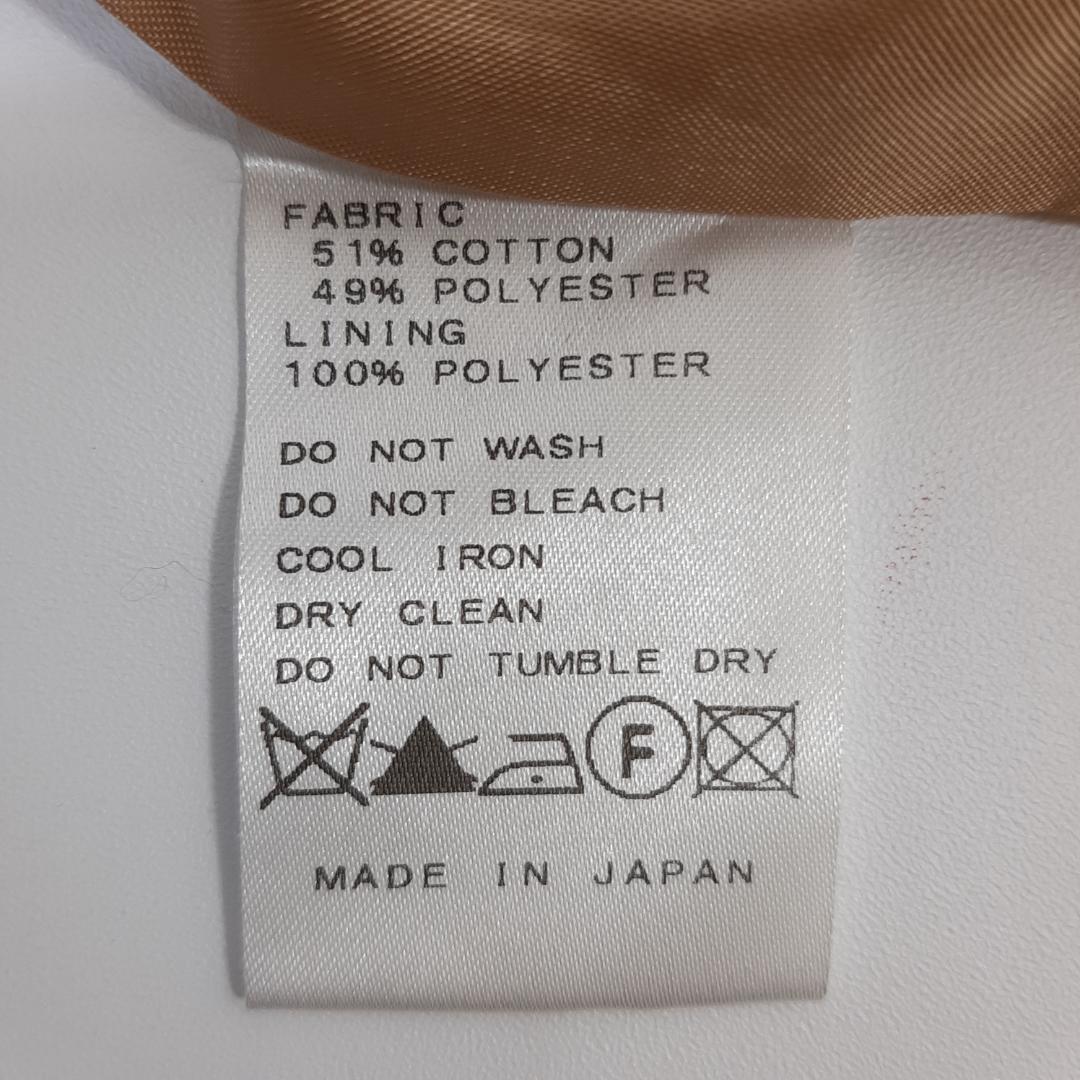 FABRIC
51% COTTON
49% POLYESTER
LINING
100% POLYESTER
DO NOT WASH
DO NOT BLEACH
COOL IRON
DRY CLEAN
DO NOT TUMBLE DRY
F
MADE IN JAPAN